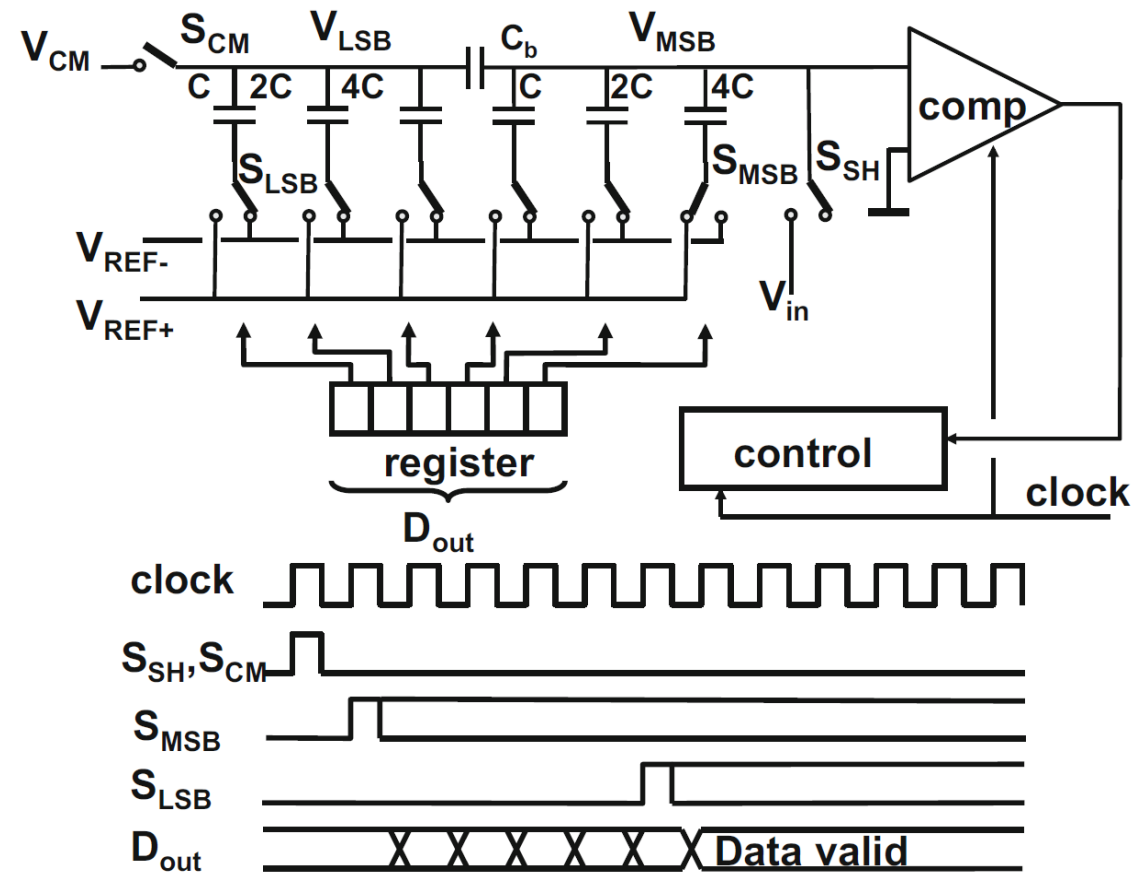 V_CM S_CM V_LSB C_b V_MSB
C 2C 4C C 2C 4C comp
S_LSB S_MSB S_SH
V_REF-
V_REF+ V_in
register control
clock
D_out
clock
S_SH,S_CM
S_MSB
S_LSB
D_out Data valid